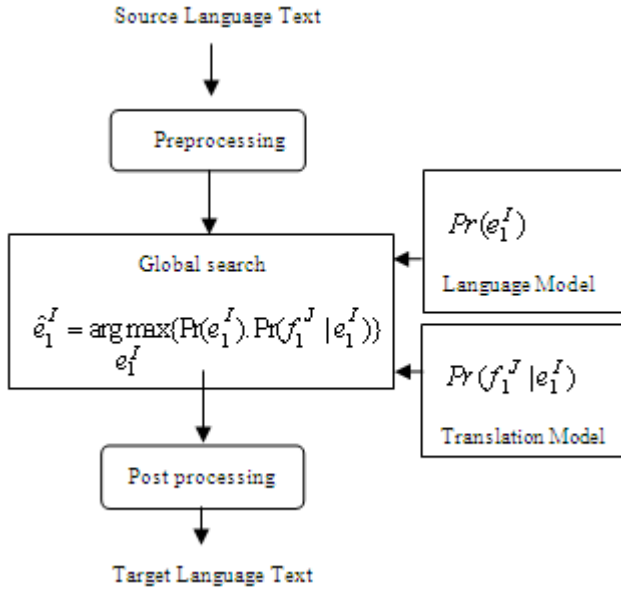 Source Language Text
Preprocessing
Pr(e₁ᴵ)
Language Model
Global search
ê₁ᴵ = arg max{Pr(e₁ᴵ).Pr(f₁ᴶ | e₁ᴵ)}
e₁ᴵ
Pr(f₁ᴶ | e₁ᴵ)
Translation Model
Post processing
Target Language Text